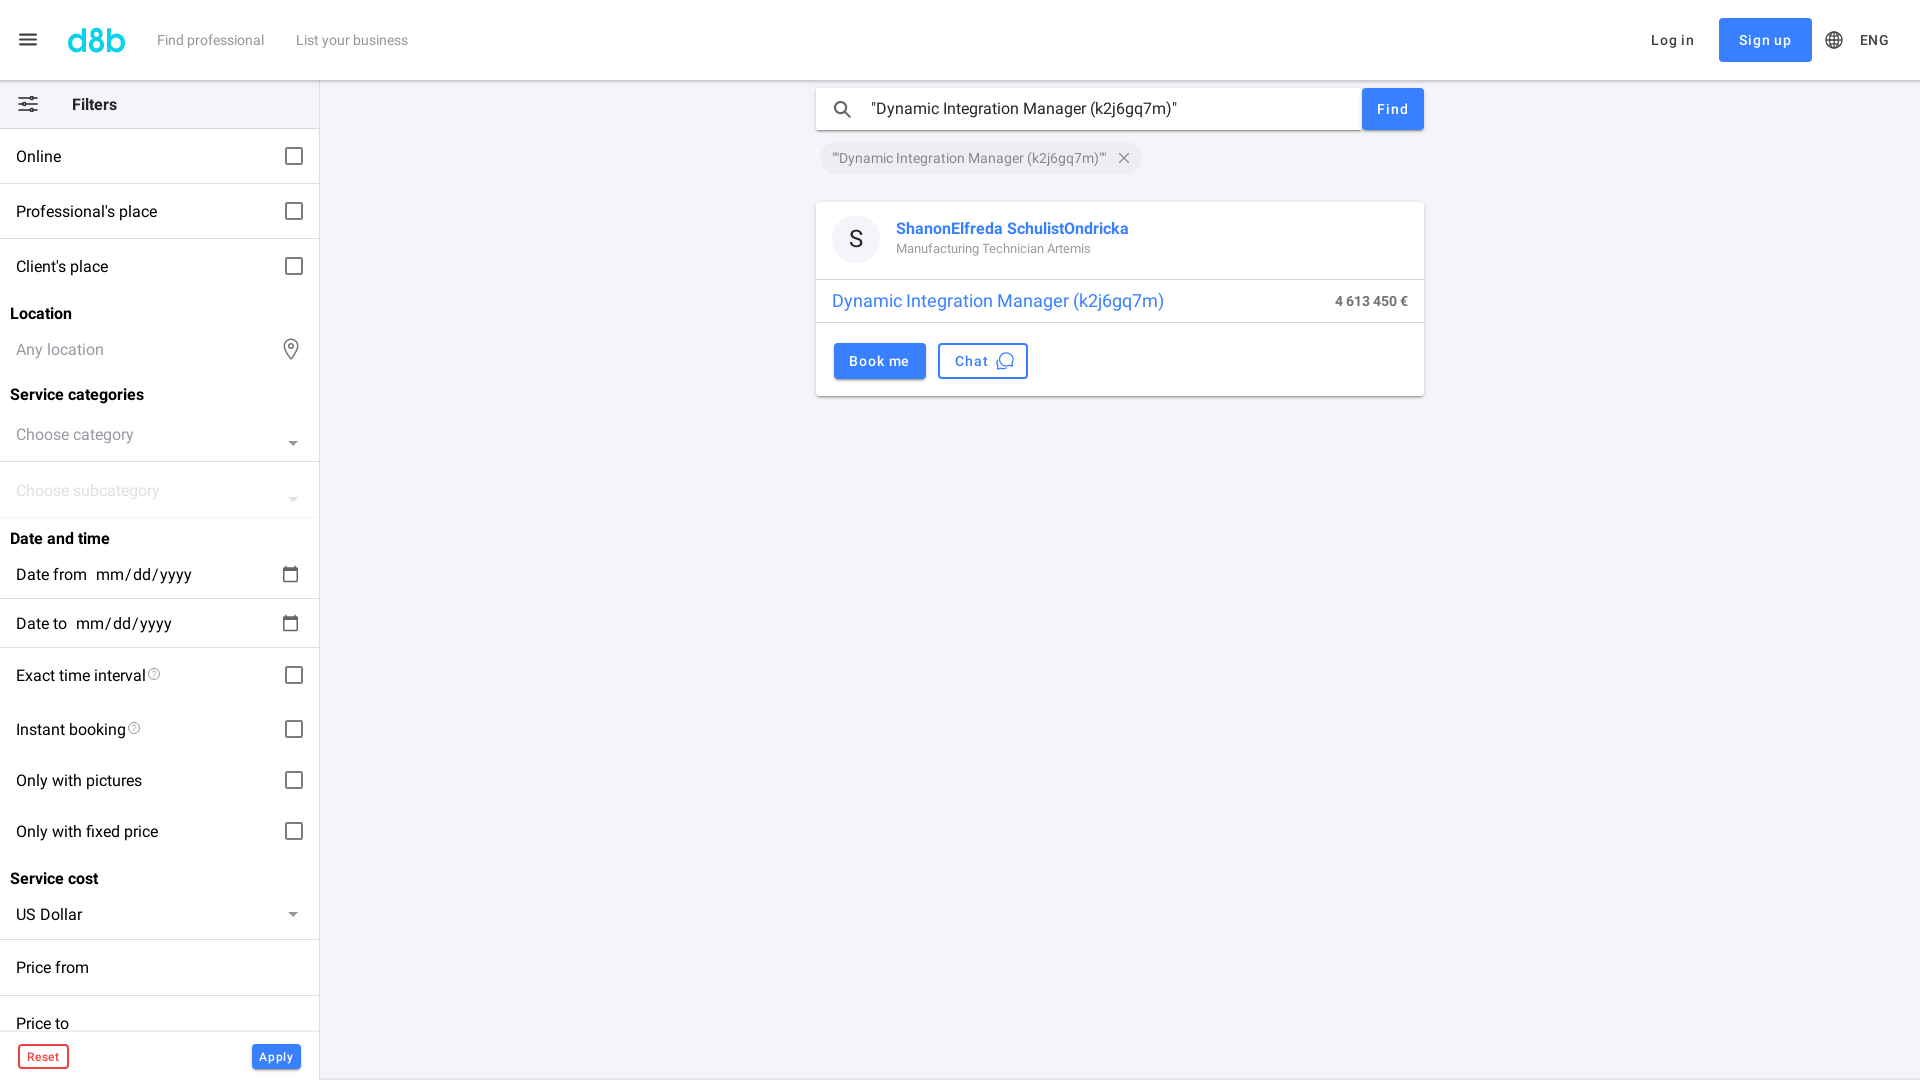 d8b
Find professional
List your business
Log in
Sign up
ENG
Filters
Online
Professional's place
Client's place
Location
Any location
Service categories
Choose category
Choose subcategory
Date and time
Date from mm/dd/yyyy
Date to mm/dd/yyyy
Exact time interval
Instant booking
Only with pictures
Only with fixed price
Service cost
US Dollar
Price from
Price to
Reset
Apply
"Dynamic Integration Manager (k2j6gq7m)"
Find
""Dynamic Integration Manager (k2j6gq7m)""
S
ShanonElfreda SchulistOndricka
Manufacturing Technician Artemis
Dynamic Integration Manager (k2j6gq7m)
4 613 450 €
Book me
Chat